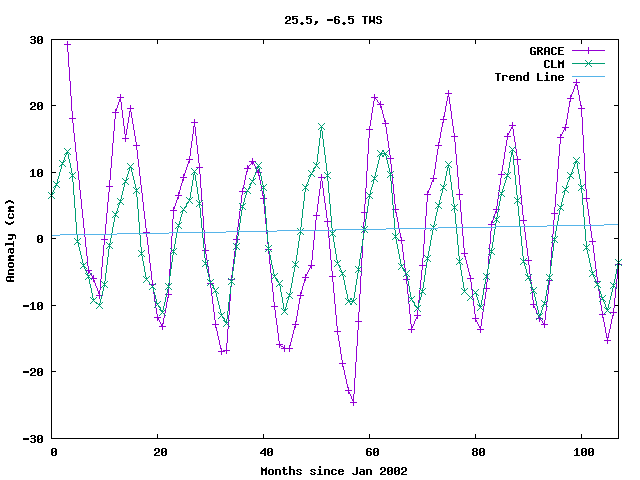 25.5, -6.5 TWS
GRACE
CLM
Trend Line
30
20
10
0
-10
-20
-30
Anomaly (cm)
0 20 40 60 80 100
Months since Jan 2002